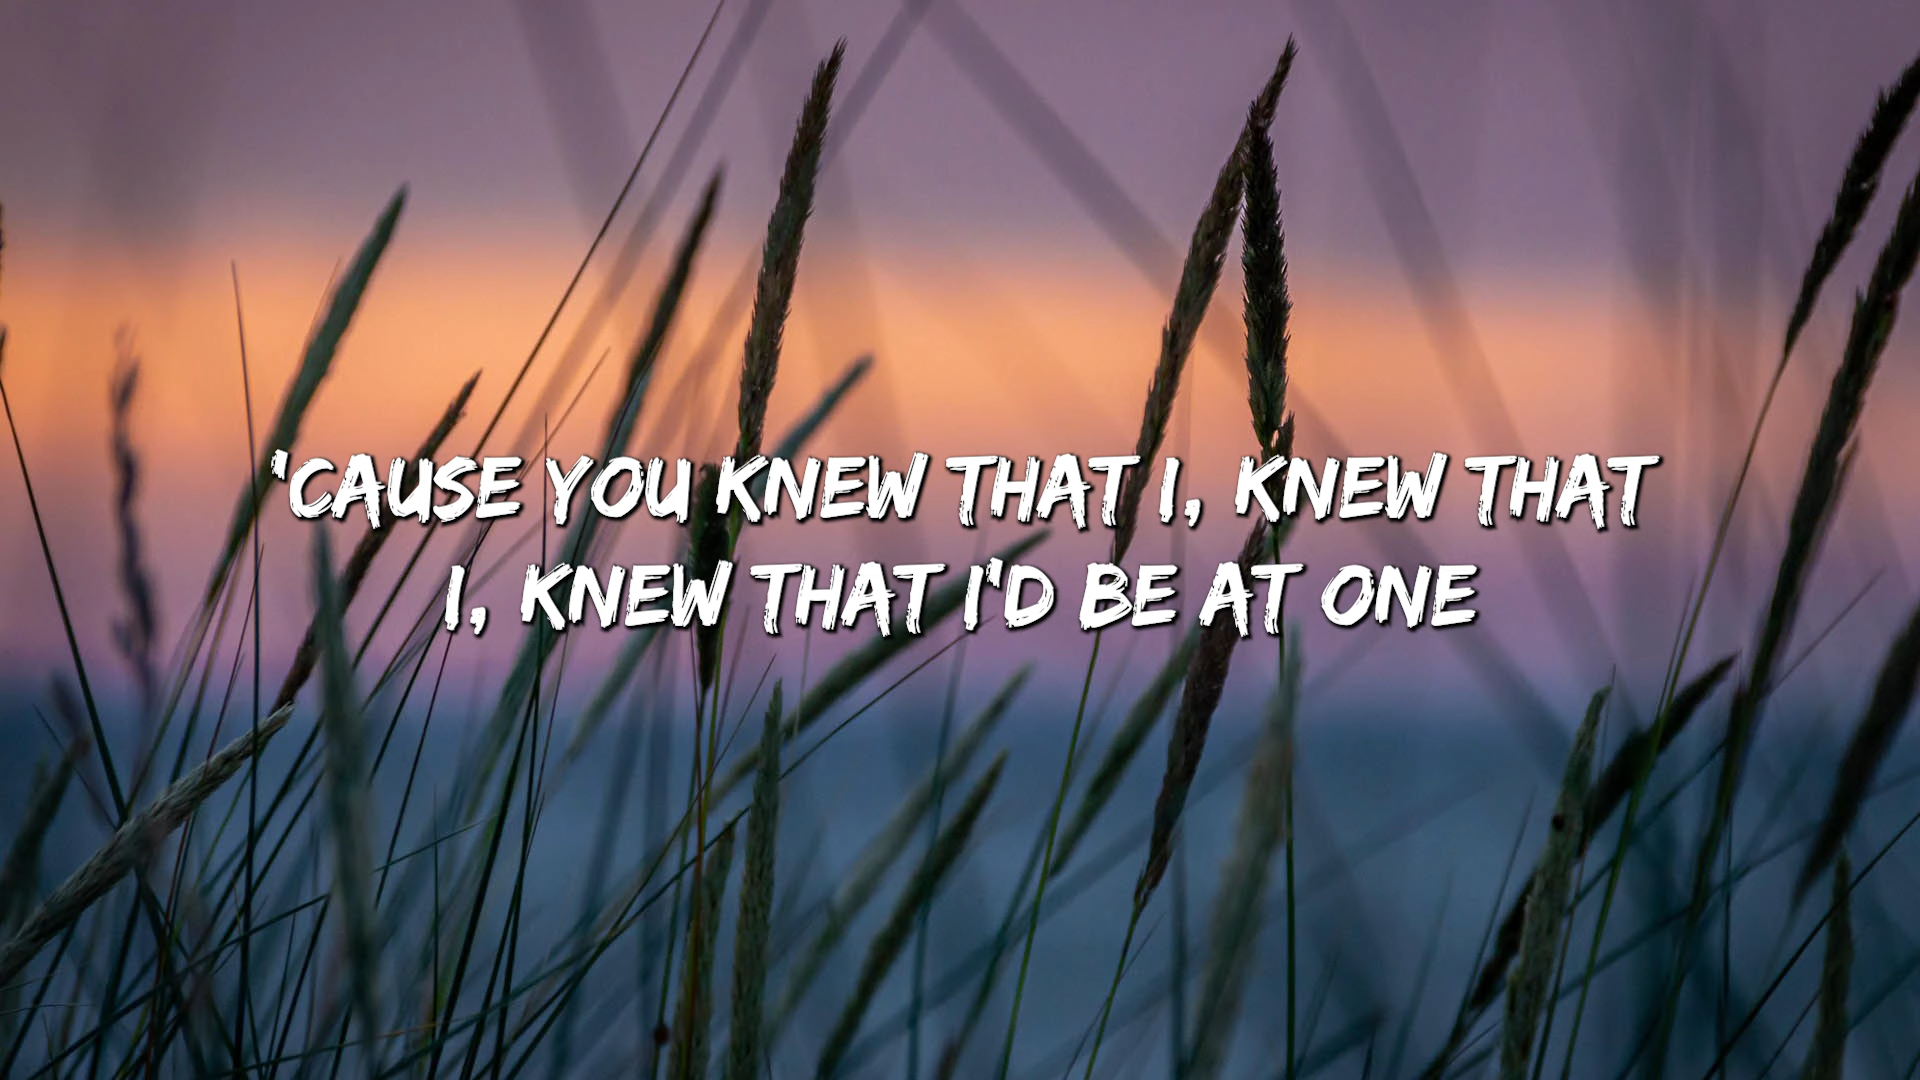 'CAUSE YOU KNEW THAT I, KNEW THAT
I, KNEW THAT I'D BE AT ONE